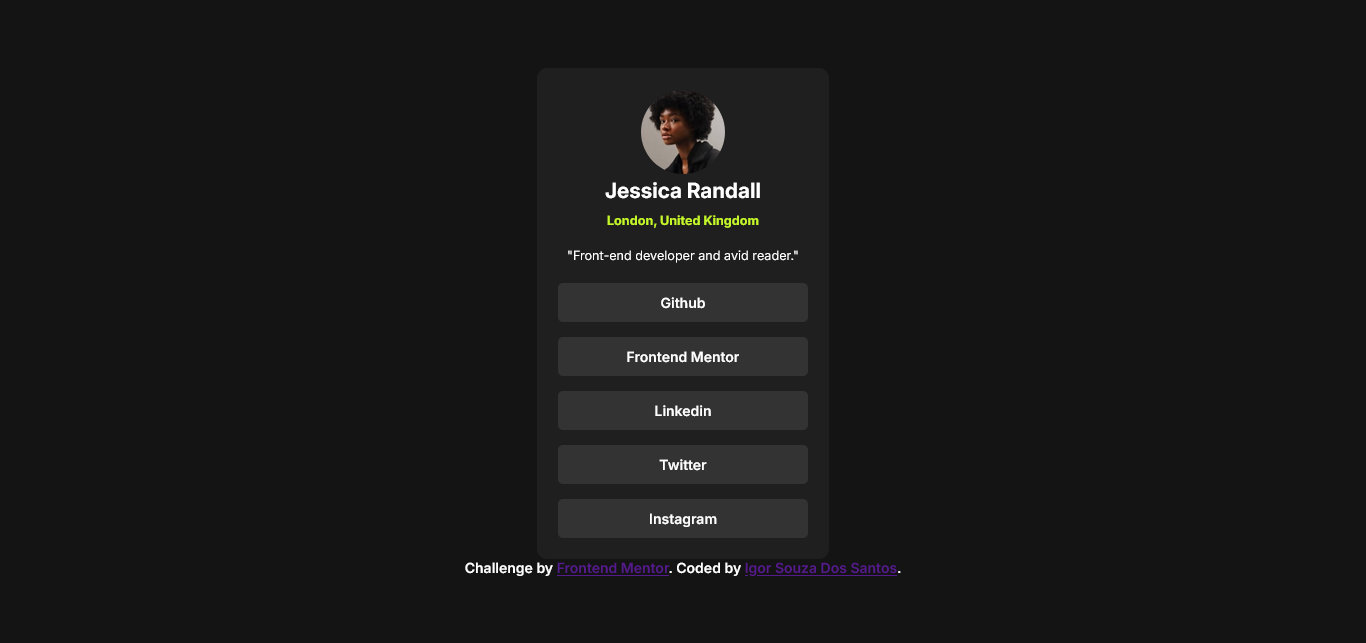 Jessica Randall
London, United Kingdom
"Front-end developer and avid reader."
Github
Frontend Mentor
Linkedin
Twitter
Instagram
Challenge by Frontend Mentor. Coded by Igor Souza Dos Santos.